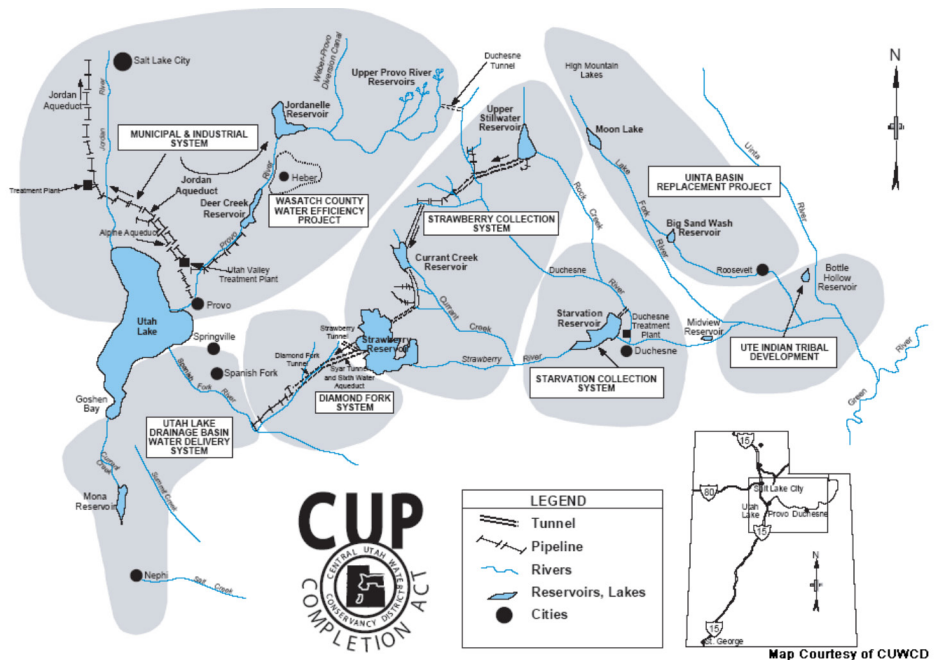 Salt Lake City
Jordan
Aqueduct
River
Jordan
MUNICIPAL & INDUSTRIAL
SYSTEM
Treatment Plant
Jordan
Aqueduct
Alpine Aqueduct
Deer Creek
Reservoir
Provo
River
Utah Valley
Treatment Plant
Provo
Weber-Provo
Diversion Canal
Jordanelle
Reservoir
Heber
WASATCH COUNTY
WATER EFFICIENCY
PROJECT
Upper Provo River
Reservoirs
Duchesne
Tunnel
Upper
Stillwater
Reservoir
STRAWBERRY COLLECTION
SYSTEM
Rock
Creek
Currant Creek
Reservoir
Currant
Creek
Duchesne
River
High Mountain
Lakes
Moon Lake
Lake
Fork
River
Uinta
River
UINTA BASIN
REPLACEMENT PROJECT
Big Sand Wash
Reservoir
Roosevelt
Bottle
Hollow
Reservoir
N
Utah
Lake
Goshen
Bay
Springville
Spanish Fork
Spanish
Fork
River
Strawberry
Tunnel
Diamond Fork
Tunnel
Strawberry
Reservoir
Syar Tunnel
and Sixth Water
Aqueduct
DIAMOND FORK
SYSTEM
Strawberry
River
Starvation
Reservoir
Duchesne
Treatment
Plant
Duchesne
STARVATION COLLECTION
SYSTEM
Midview
Reservoir
UTE INDIAN TRIBAL
DEVELOPMENT
Green
River
UTAH LAKE
DRAINAGE BASIN
WATER DELIVERY
SYSTEM
Currant
Creek
Mona
Reservoir
Summit Creek
Nephi
Salt Creek
CUP
CENTRAL UTAH WATER
CONSERVANCY DISTRICT
COMPLETION ACT
LEGEND
Tunnel
Pipeline
Rivers
Reservoirs, Lakes
Cities
15
80
Salt Lake City
Utah
Lake
Provo
Duchesne
15
N
15
St. George
Map Courtesy of CUWCD